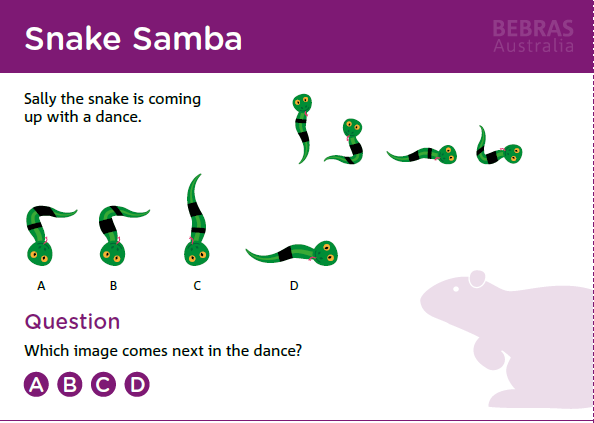 Snake Samba
BEBRAS
Australia
Sally the snake is coming
up with a dance.
A
B
C
D
Question
Which image comes next in the dance?
A B C D